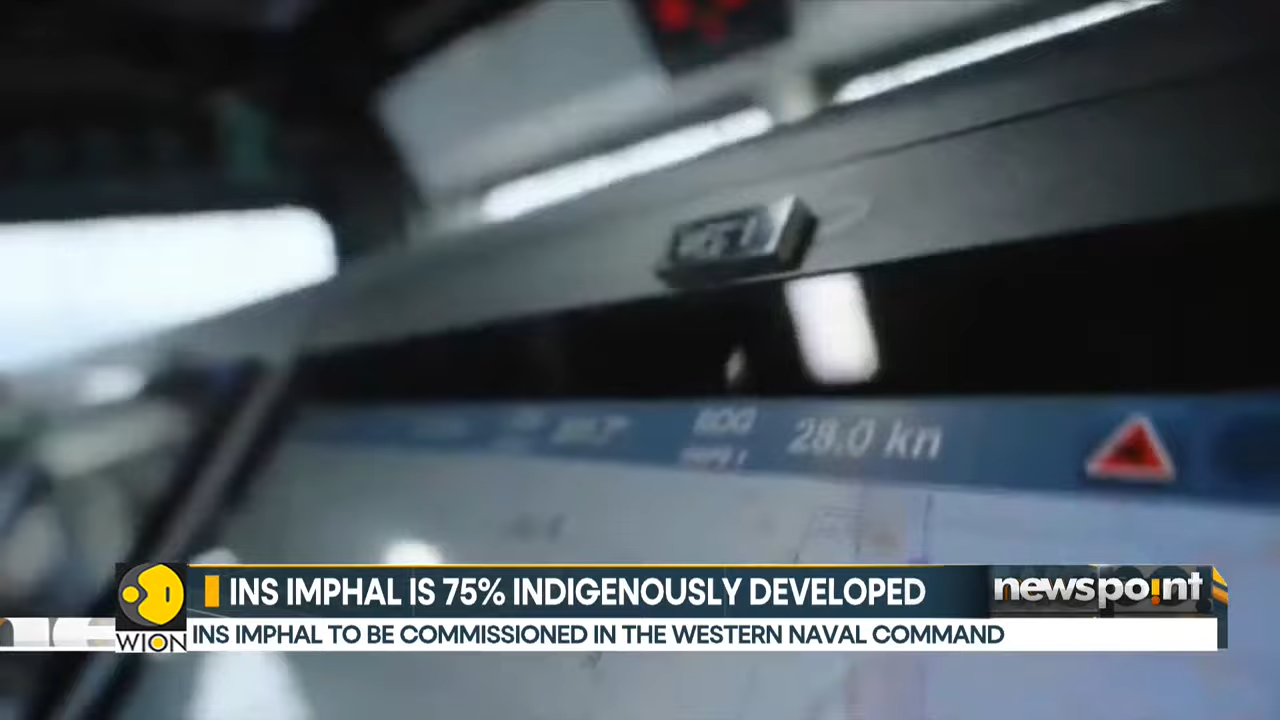 SOG
28.0 kn
INS IMPHAL IS 75% INDIGENOUSLY DEVELOPED
newspoint
WION
INS IMPHAL TO BE COMMISSIONED IN THE WESTERN NAVAL COMMAND